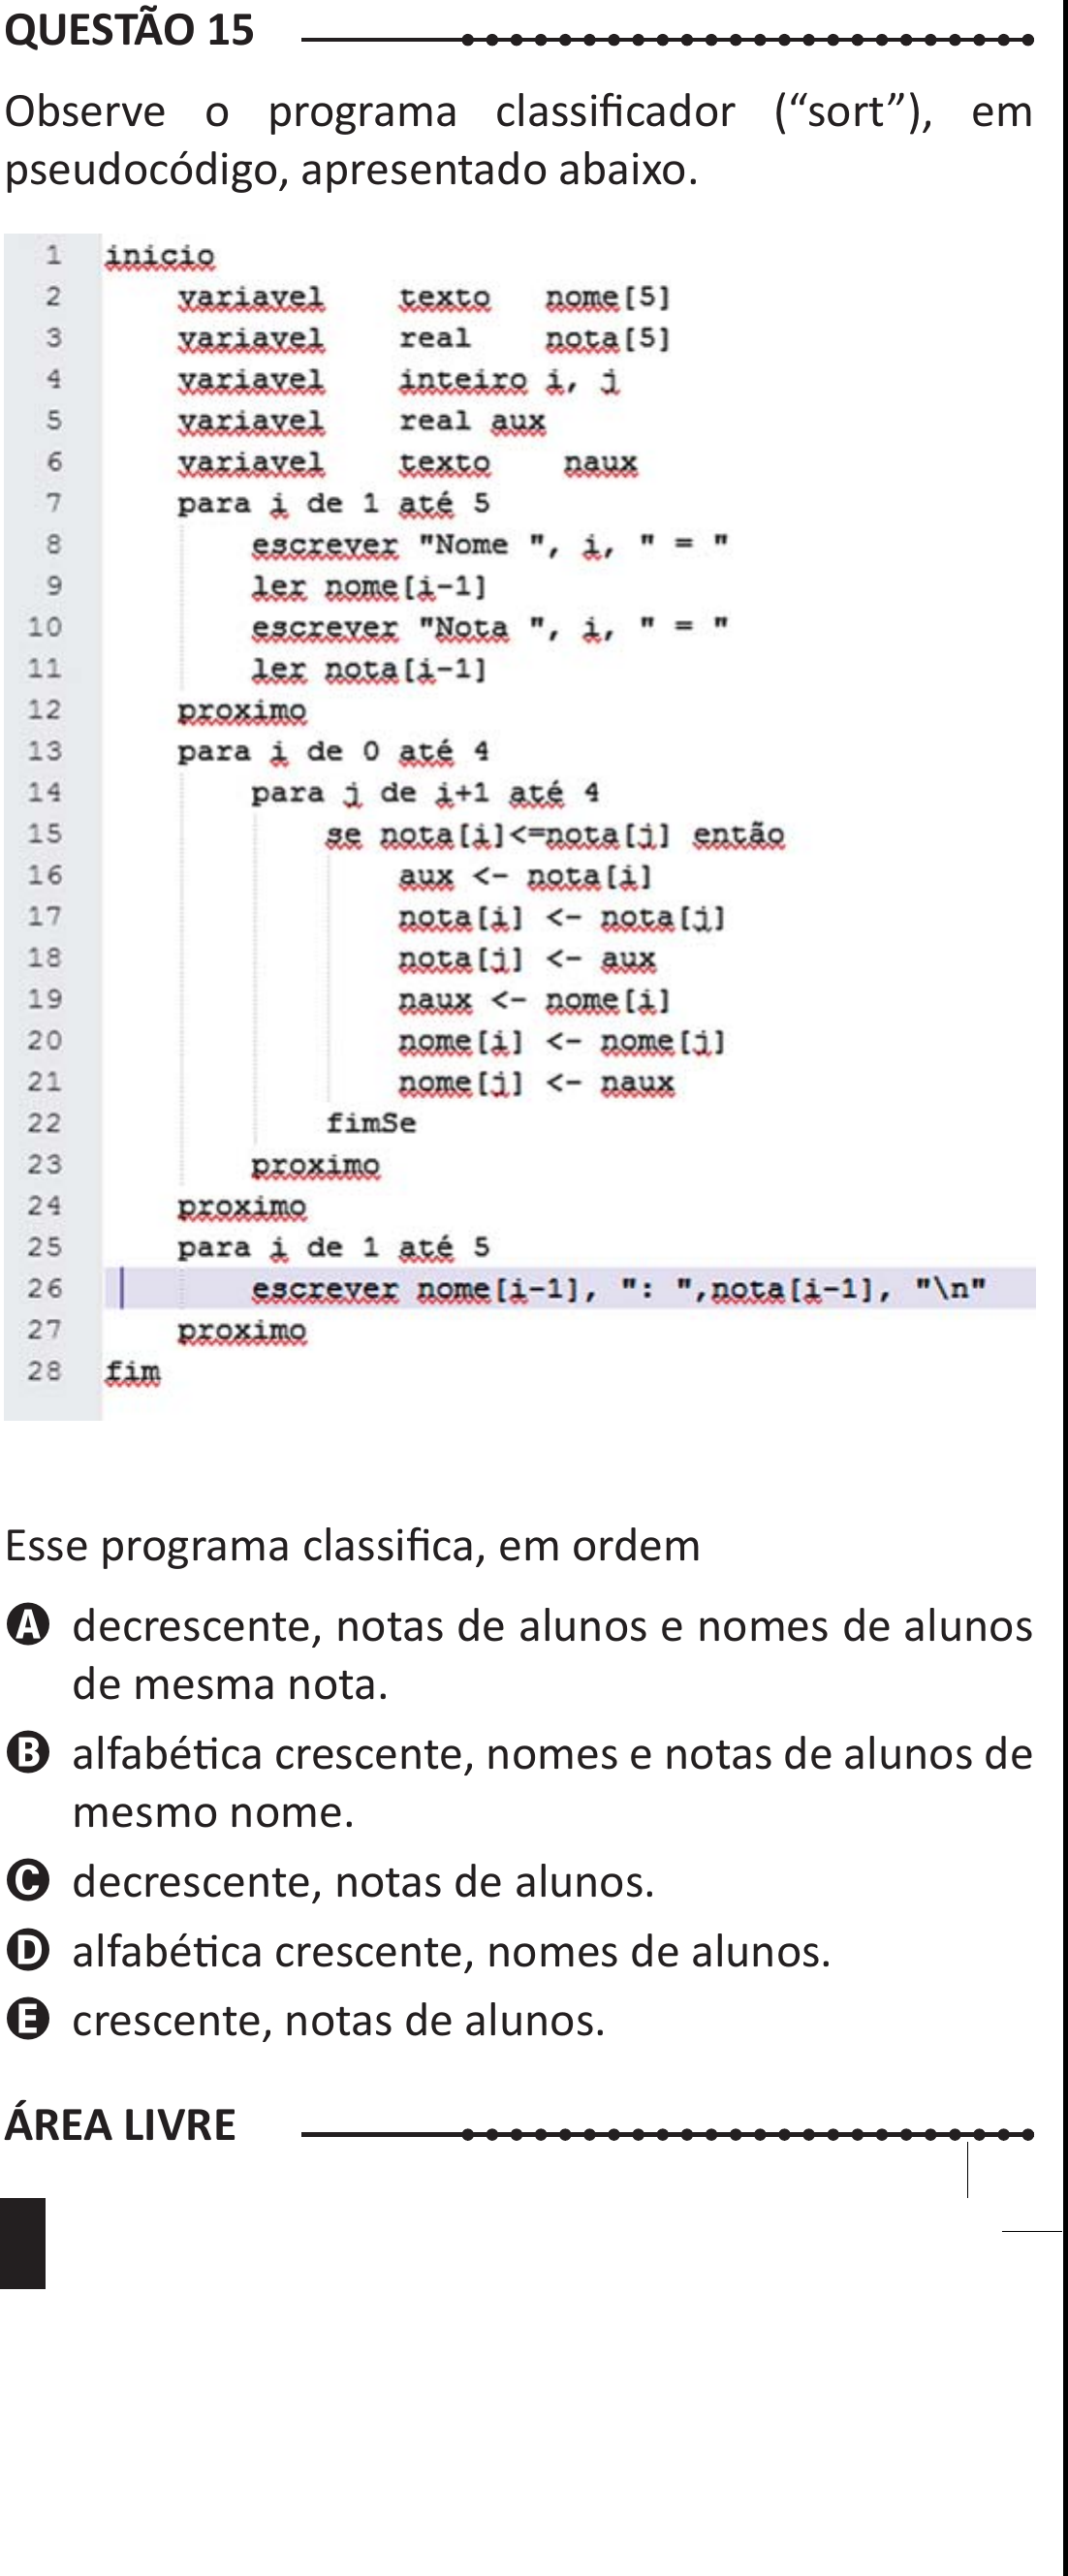 QUESTÃO 15
Observe o programa classificador (“sort”), em
pseudocódigo, apresentado abaixo.
1 inicio
2 variavel texto nome[5]
3 variavel real nota[5]
4 variavel inteiro i, j
5 variavel real aux
6 variavel texto naux
7 para i de 1 até 5
8 escrever "Nome ", i, " = "
9 ler nome[i-1]
10 escrever "Nota ", i, " = "
11 ler nota[i-1]
12 proximo
13 para i de 0 até 4
14 para j de i+1 até 4
15 se nota[i]<=nota[j] então
16 aux <- nota[i]
17 nota[i] <- nota[j]
18 nota[j] <- aux
19 naux <- nome[i]
20 nome[i] <- nome[j]
21 nome[j] <- naux
22 fimSe
23 proximo
24 proximo
25 para i de 1 até 5
26 escrever nome[i-1], ": ",nota[i-1], "\n"
27 proximo
28 fim
Esse programa classifica, em ordem
A decrescente, notas de alunos e nomes de alunos
de mesma nota.
B alfabética crescente, nomes e notas de alunos de
mesmo nome.
C decrescente, notas de alunos.
D alfabética crescente, nomes de alunos.
E crescente, notas de alunos.
ÁREA LIVRE